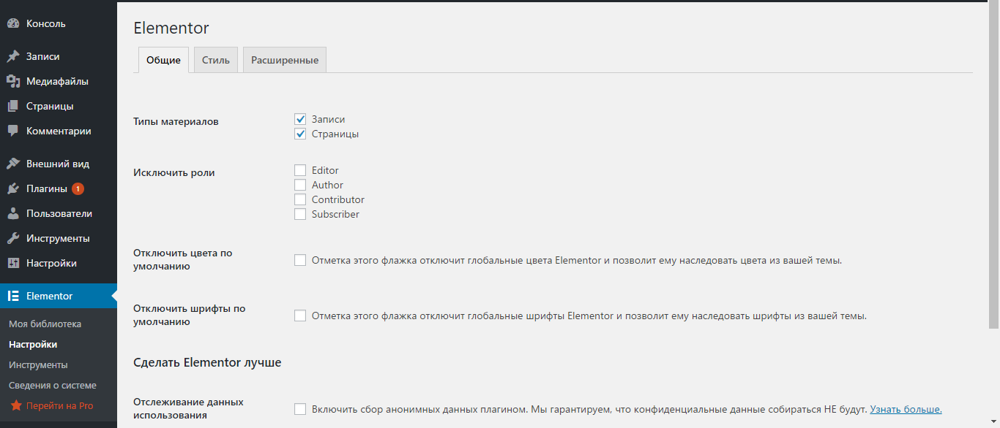 Консоль
Записи
Медиафайлы
Страницы
Комментарии
Внешний вид
Плагины 1
Пользователи
Инструменты
Настройки
Elementor
Моя библиотека
Настройки
Инструменты
Сведения о системе
Перейти на Pro
Elementor
Общие Стиль Расширенные
Типы материалов
Записи
Страницы
Исключить роли
Editor
Author
Contributor
Subscriber
Отключить цвета по
умолчанию
Отметка этого флажка отключит глобальные цвета Elementor и позволит ему наследовать цвета из вашей темы.
Отключить шрифты по
умолчанию
Отметка этого флажка отключит глобальные шрифты Elementor и позволит ему наследовать шрифты из вашей темы.
Сделать Elementor лучше
Отслеживание данных
использования
Включить сбор анонимных данных плагином. Мы гарантируем, что конфиденциальные данные собираться НЕ будут. Узнать больше.